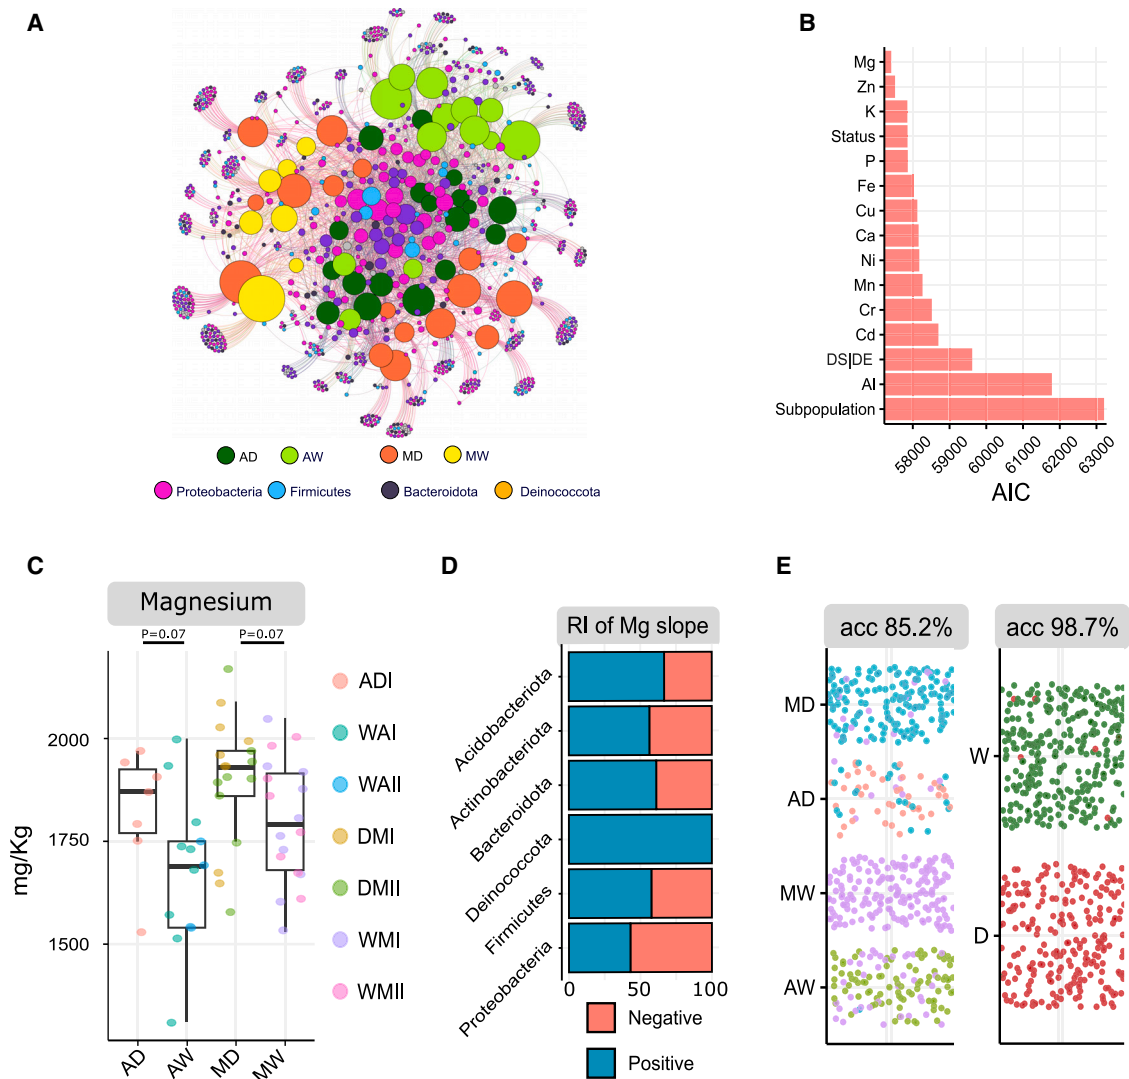 A
AD
AW
MD
MW
Proteobacteria
Firmicutes
Bacteroidota
Deinococcota
B
Mg
Zn
K
Status
P
Fe
Cu
Ca
Ni
Mn
Cr
Cd
DS|DE
Al
Subpopulation
58000
59000
60000
61000
62000
63000
AIC
C
Magnesium
P=0.07
P=0.07
mg/Kg
2000
1750
1500
AD
AW
MD
MW
ADI
WAI
WAII
DMI
DMII
WMI
WMII
D
RI of Mg slope
Acidobacteriota
Actinobacteriota
Bacteroidota
Deinococcota
Firmicutes
Proteobacteria
0
50
100
Negative
Positive
E
acc 85.2%
MD
AD
MW
AW
acc 98.7%
W
D